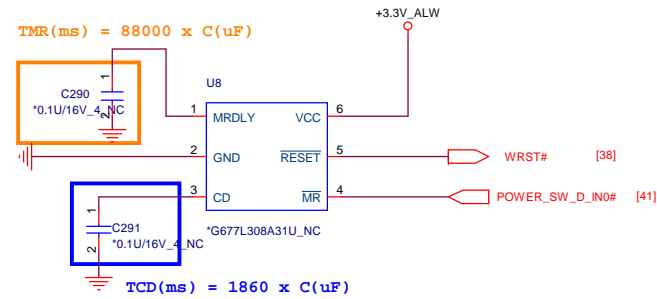 +3.3V_ALW
TMR(ms) = 88000 x C(uF)
1
C290
*0.1U/16V_4_NC
2
U8
1 MRDLY VCC 6
2 GND RESET 5
WRST# [38]
3 CD MR 4
POWER_SW_D_IN0# [41]
1
C291
*0.1U/16V_4_NC
2
*G677L308A31U_NC
TCD(ms) = 1860 x C(uF)